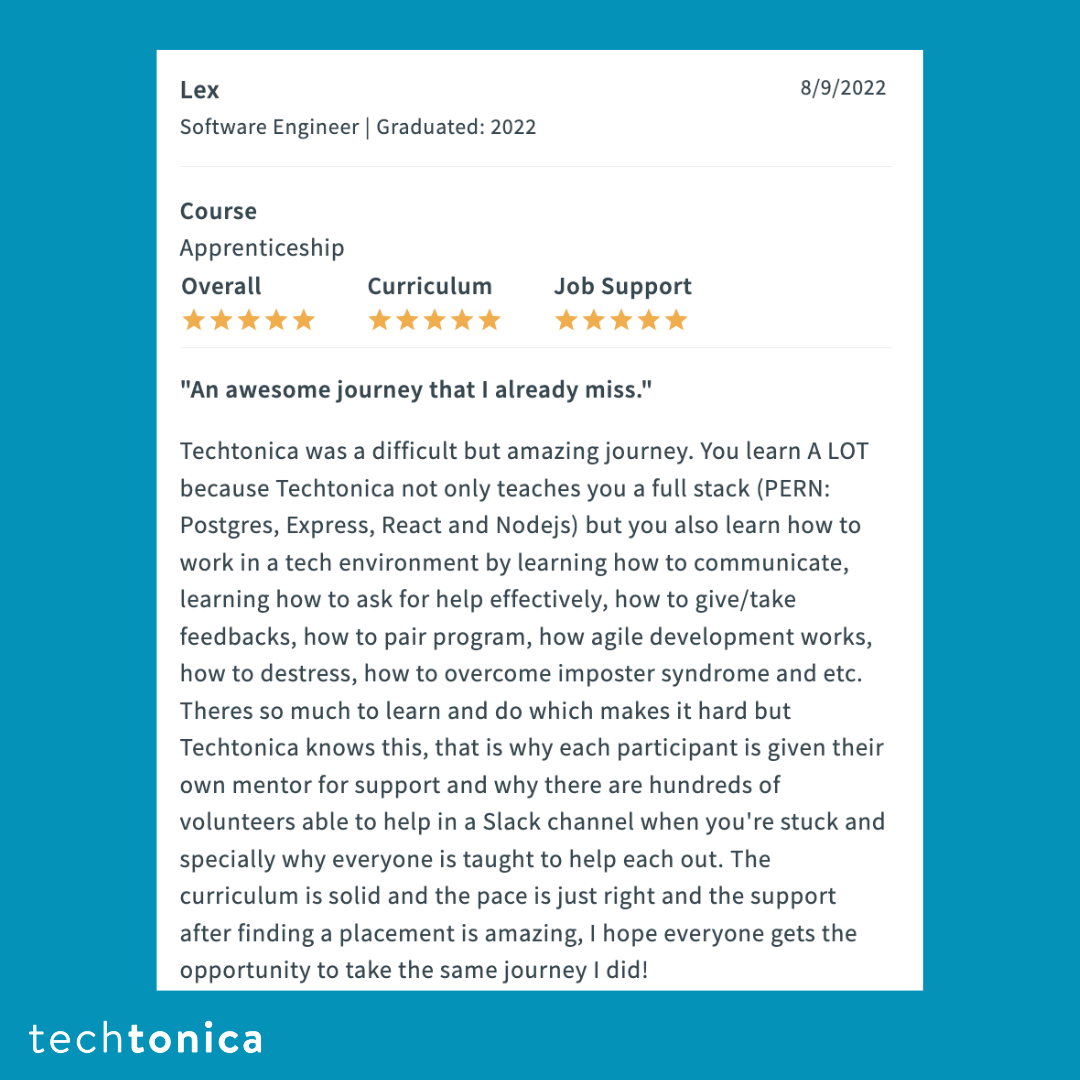 Lex
8/9/2022
Software Engineer | Graduated: 2022
Course
Apprenticeship
Overall Curriculum Job Support
"An awesome journey that I already miss."
Techtonica was a difficult but amazing journey. You learn A LOT
because Techtonica not only teaches you a full stack (PERN:
Postgres, Express, React and Nodejs) but you also learn how to
work in a tech environment by learning how to communicate,
learning how to ask for help effectively, how to give/take
feedbacks, how to pair program, how agile development works,
how to destress, how to overcome imposter syndrome and etc.
Theres so much to learn and do which makes it hard but
Techtonica knows this, that is why each participant is given their
own mentor for support and why there are hundreds of
volunteers able to help in a Slack channel when you're stuck and
specially why everyone is taught to help each out. The
curriculum is solid and the pace is just right and the support
after finding a placement is amazing, I hope everyone gets the
opportunity to take the same journey I did!
techtonica